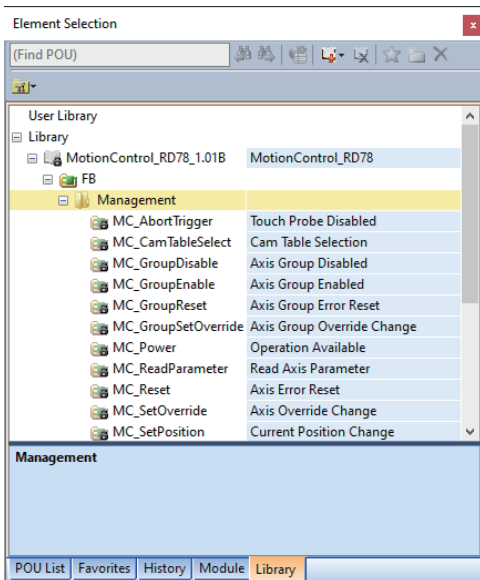 Element Selection
x
(Find POU)
User Library
Library
MotionControl_RD78_1.01B MotionControl_RD78
FB
Management
MC_AbortTrigger Touch Probe Disabled
MC_CamTableSelect Cam Table Selection
MC_GroupDisable Axis Group Disabled
MC_GroupEnable Axis Group Enabled
MC_GroupReset Axis Group Error Reset
MC_GroupSetOverride Axis Group Override Change
MC_Power Operation Available
MC_ReadParameter Read Axis Parameter
MC_Reset Axis Error Reset
MC_SetOverride Axis Override Change
MC_SetPosition Current Position Change
Management
POU List Favorites History Module Library